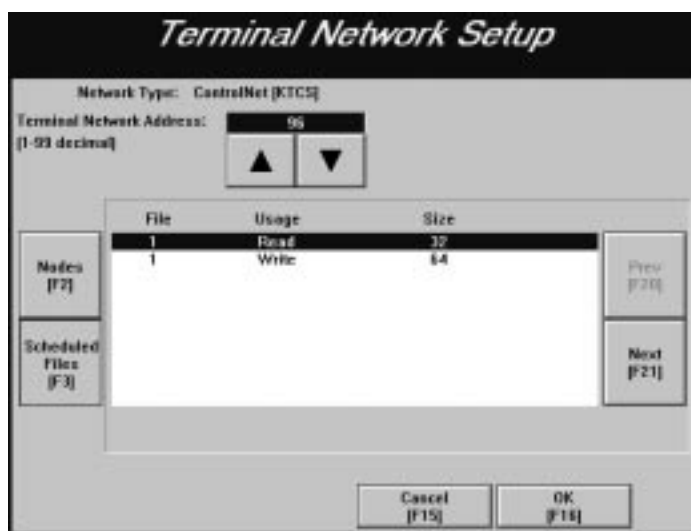 Terminal Network Setup
Network Type: ControlNet [KTCS]
Terminal Network Address: 96
[1-99 decimal]
▲ ▼
File Usage Size
1 Read 32
1 Write 64
Nodes
[F2]
Prev
[F20]
Scheduled
Files
[F3]
Next
[F21]
Cancel
[F15]
OK
[F16]